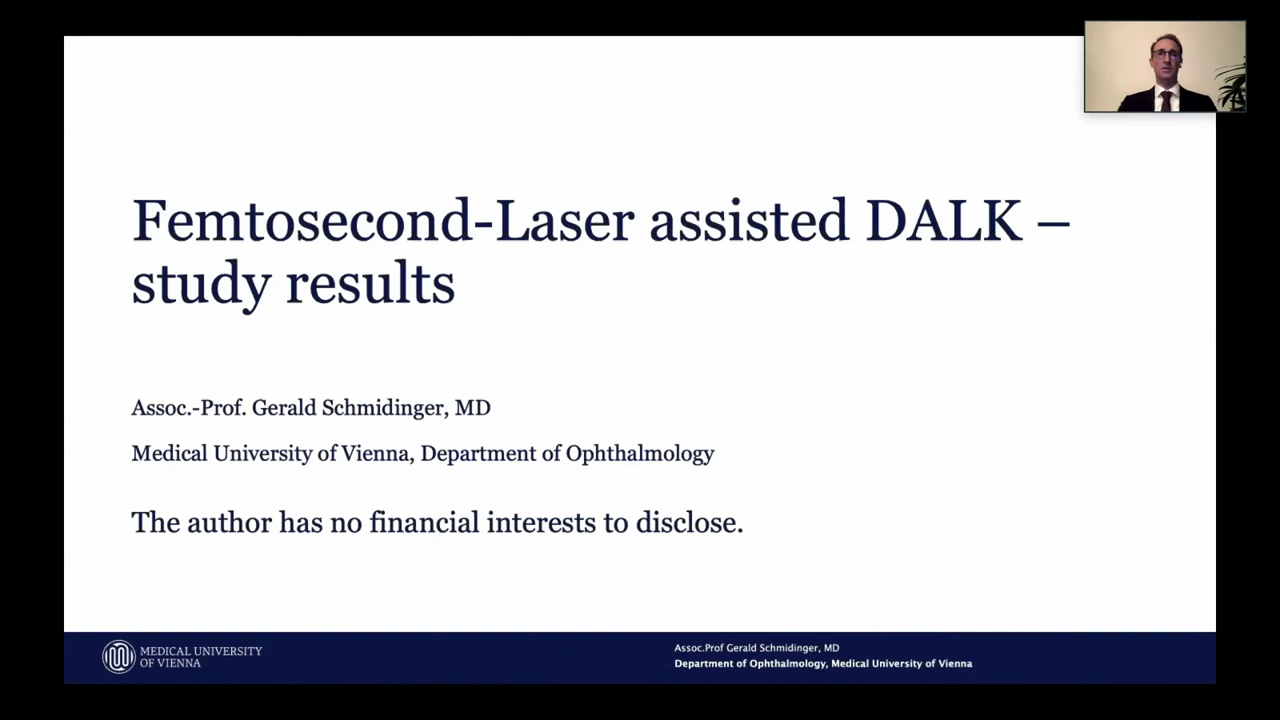 Femtosecond-Laser assisted DALK –
study results
Assoc.-Prof. Gerald Schmidinger, MD
Medical University of Vienna, Department of Ophthalmology
The author has no financial interests to disclose.
MEDICAL UNIVERSITY
OF VIENNA
Assoc.Prof Gerald Schmidinger, MD
Department of Ophthalmology, Medical University of Vienna